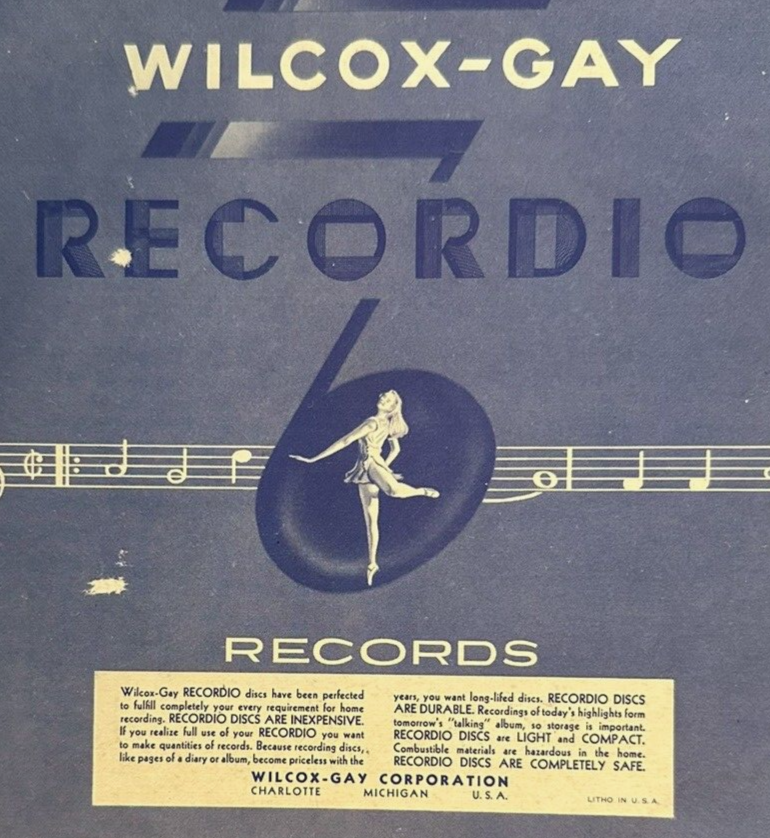 WILCOX-GAY
RECORDIO
6
RECORDS
Wilcox-Gay RECORDIO discs have been perfected
to fulfill completely your every requirement for home
recording. RECORDIO DISCS ARE INEXPENSIVE.
If you realize full use of your RECORDIO you want
to make quantities of records. Because recording discs,
like pages of a diary or album, become priceless with the
years, you want long-lifed discs. RECORDIO DISCS
ARE DURABLE. Recordings of today's highlights form
tomorrow's "talking" album, so storage is important.
RECORDIO DISCS are LIGHT and COMPACT.
Combustible materials are hazardous in the home.
RECORDIO DISCS ARE COMPLETELY SAFE.
WILCOX-GAY CORPORATION
CHARLOTTE MICHIGAN U.S.A.
LITHO IN U.S.A.